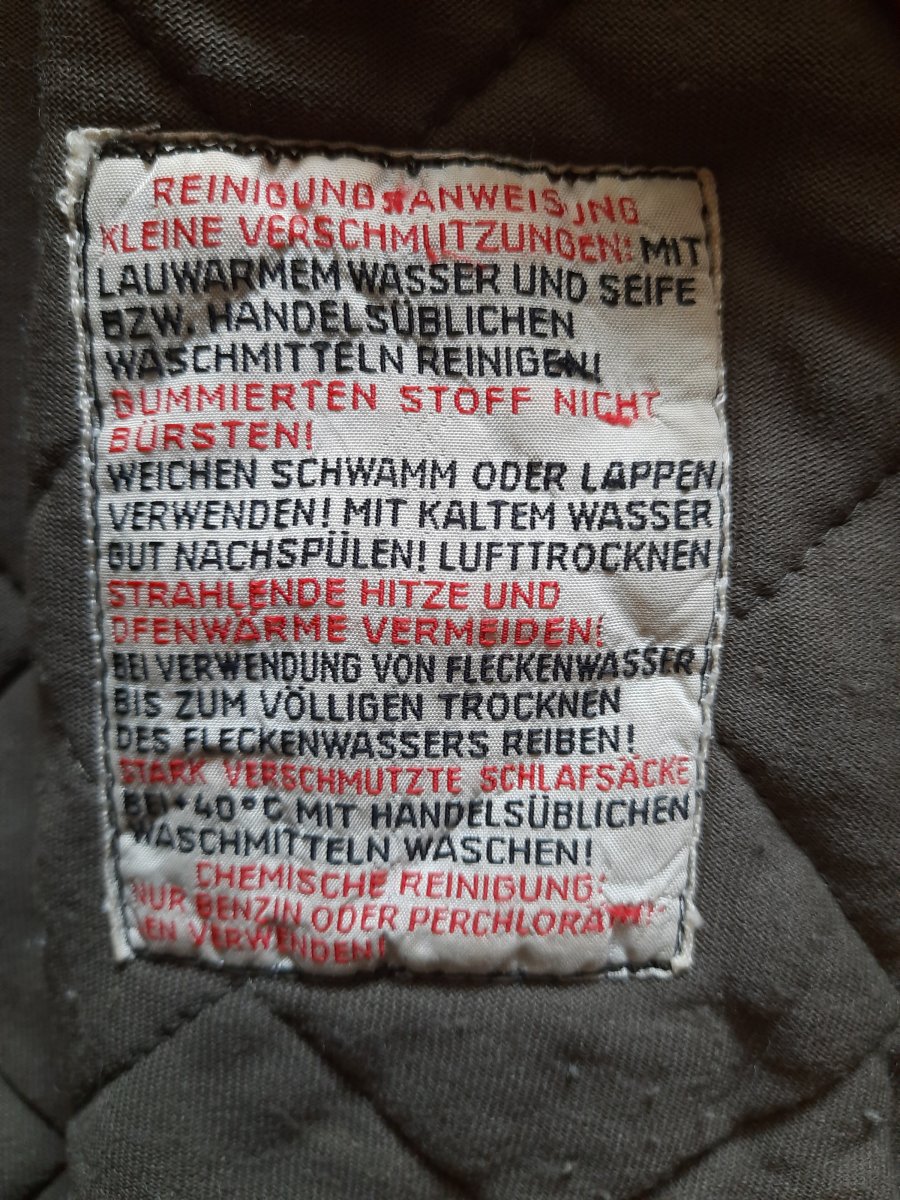 REINIGUNGSANWEISUNG
KLEINE VERSCHMUTZUNGEN: MIT
LAUWARMEM WASSER UND SEIFE
BZW. HANDELSÜBLICHEN
WASCHMITTELN REINIGEN!
GUMMIERTEN STOFF NICHT
BÜRSTEN!
WEICHEN SCHWAMM ODER LAPPEN
VERWENDEN! MIT KALTEM WASSER
GUT NACHSPÜLEN! LUFTTROCKNEN
STRAHLENDE HITZE UND
OFENWÄRME VERMEIDEN!
BEI VERWENDUNG VON FLECKENWASSER
BIS ZUM VÖLLIGEN TROCKNEN
DES FLECKENWASSERS REIBEN!
STARK VERSCHMUTZTE SCHLAFSÄCKE
BEI +40°C MIT HANDELSÜBLICHEN
WASCHMITTELN WASCHEN!
CHEMISCHE REINIGUNG:
NUR BENZIN ODER PERCHLORÄTHY-
LEN VERWENDEN!